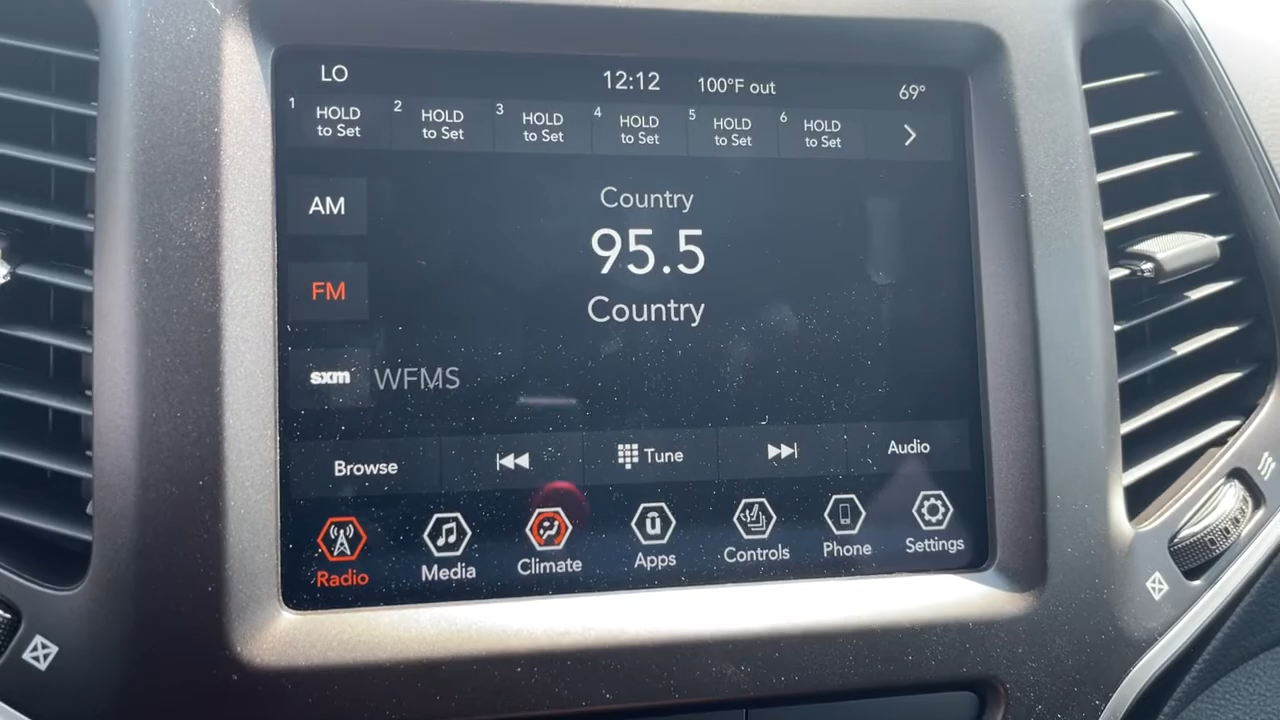 LO 12:12 100°F out 69°
1 HOLD to Set
2 HOLD to Set
3 HOLD to Set
4 HOLD to Set
5 HOLD to Set
6 HOLD to Set
AM
Country
95.5
FM
Country
sxm WFMS
Browse Tune Audio
Radio Media Climate Apps Controls Phone Settings